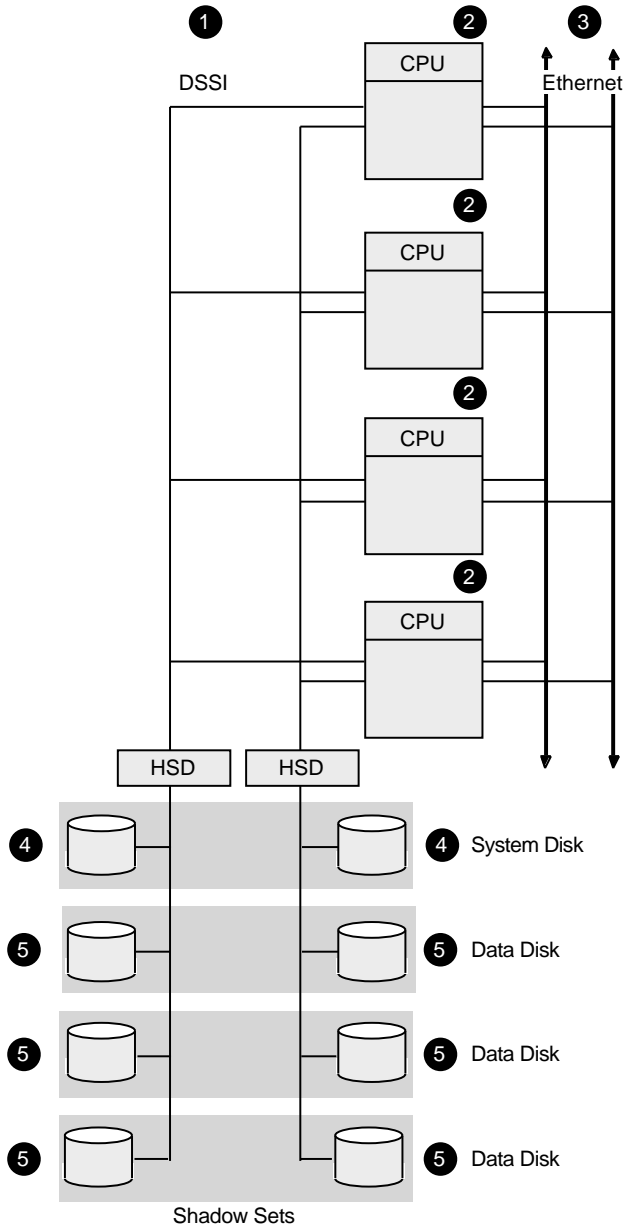 1 2 3
DSSI
CPU
Ethernet
2
CPU
2
CPU
2
CPU
HSD HSD
4 4 System Disk
5 5 Data Disk
5 5 Data Disk
5 5 Data Disk
Shadow Sets